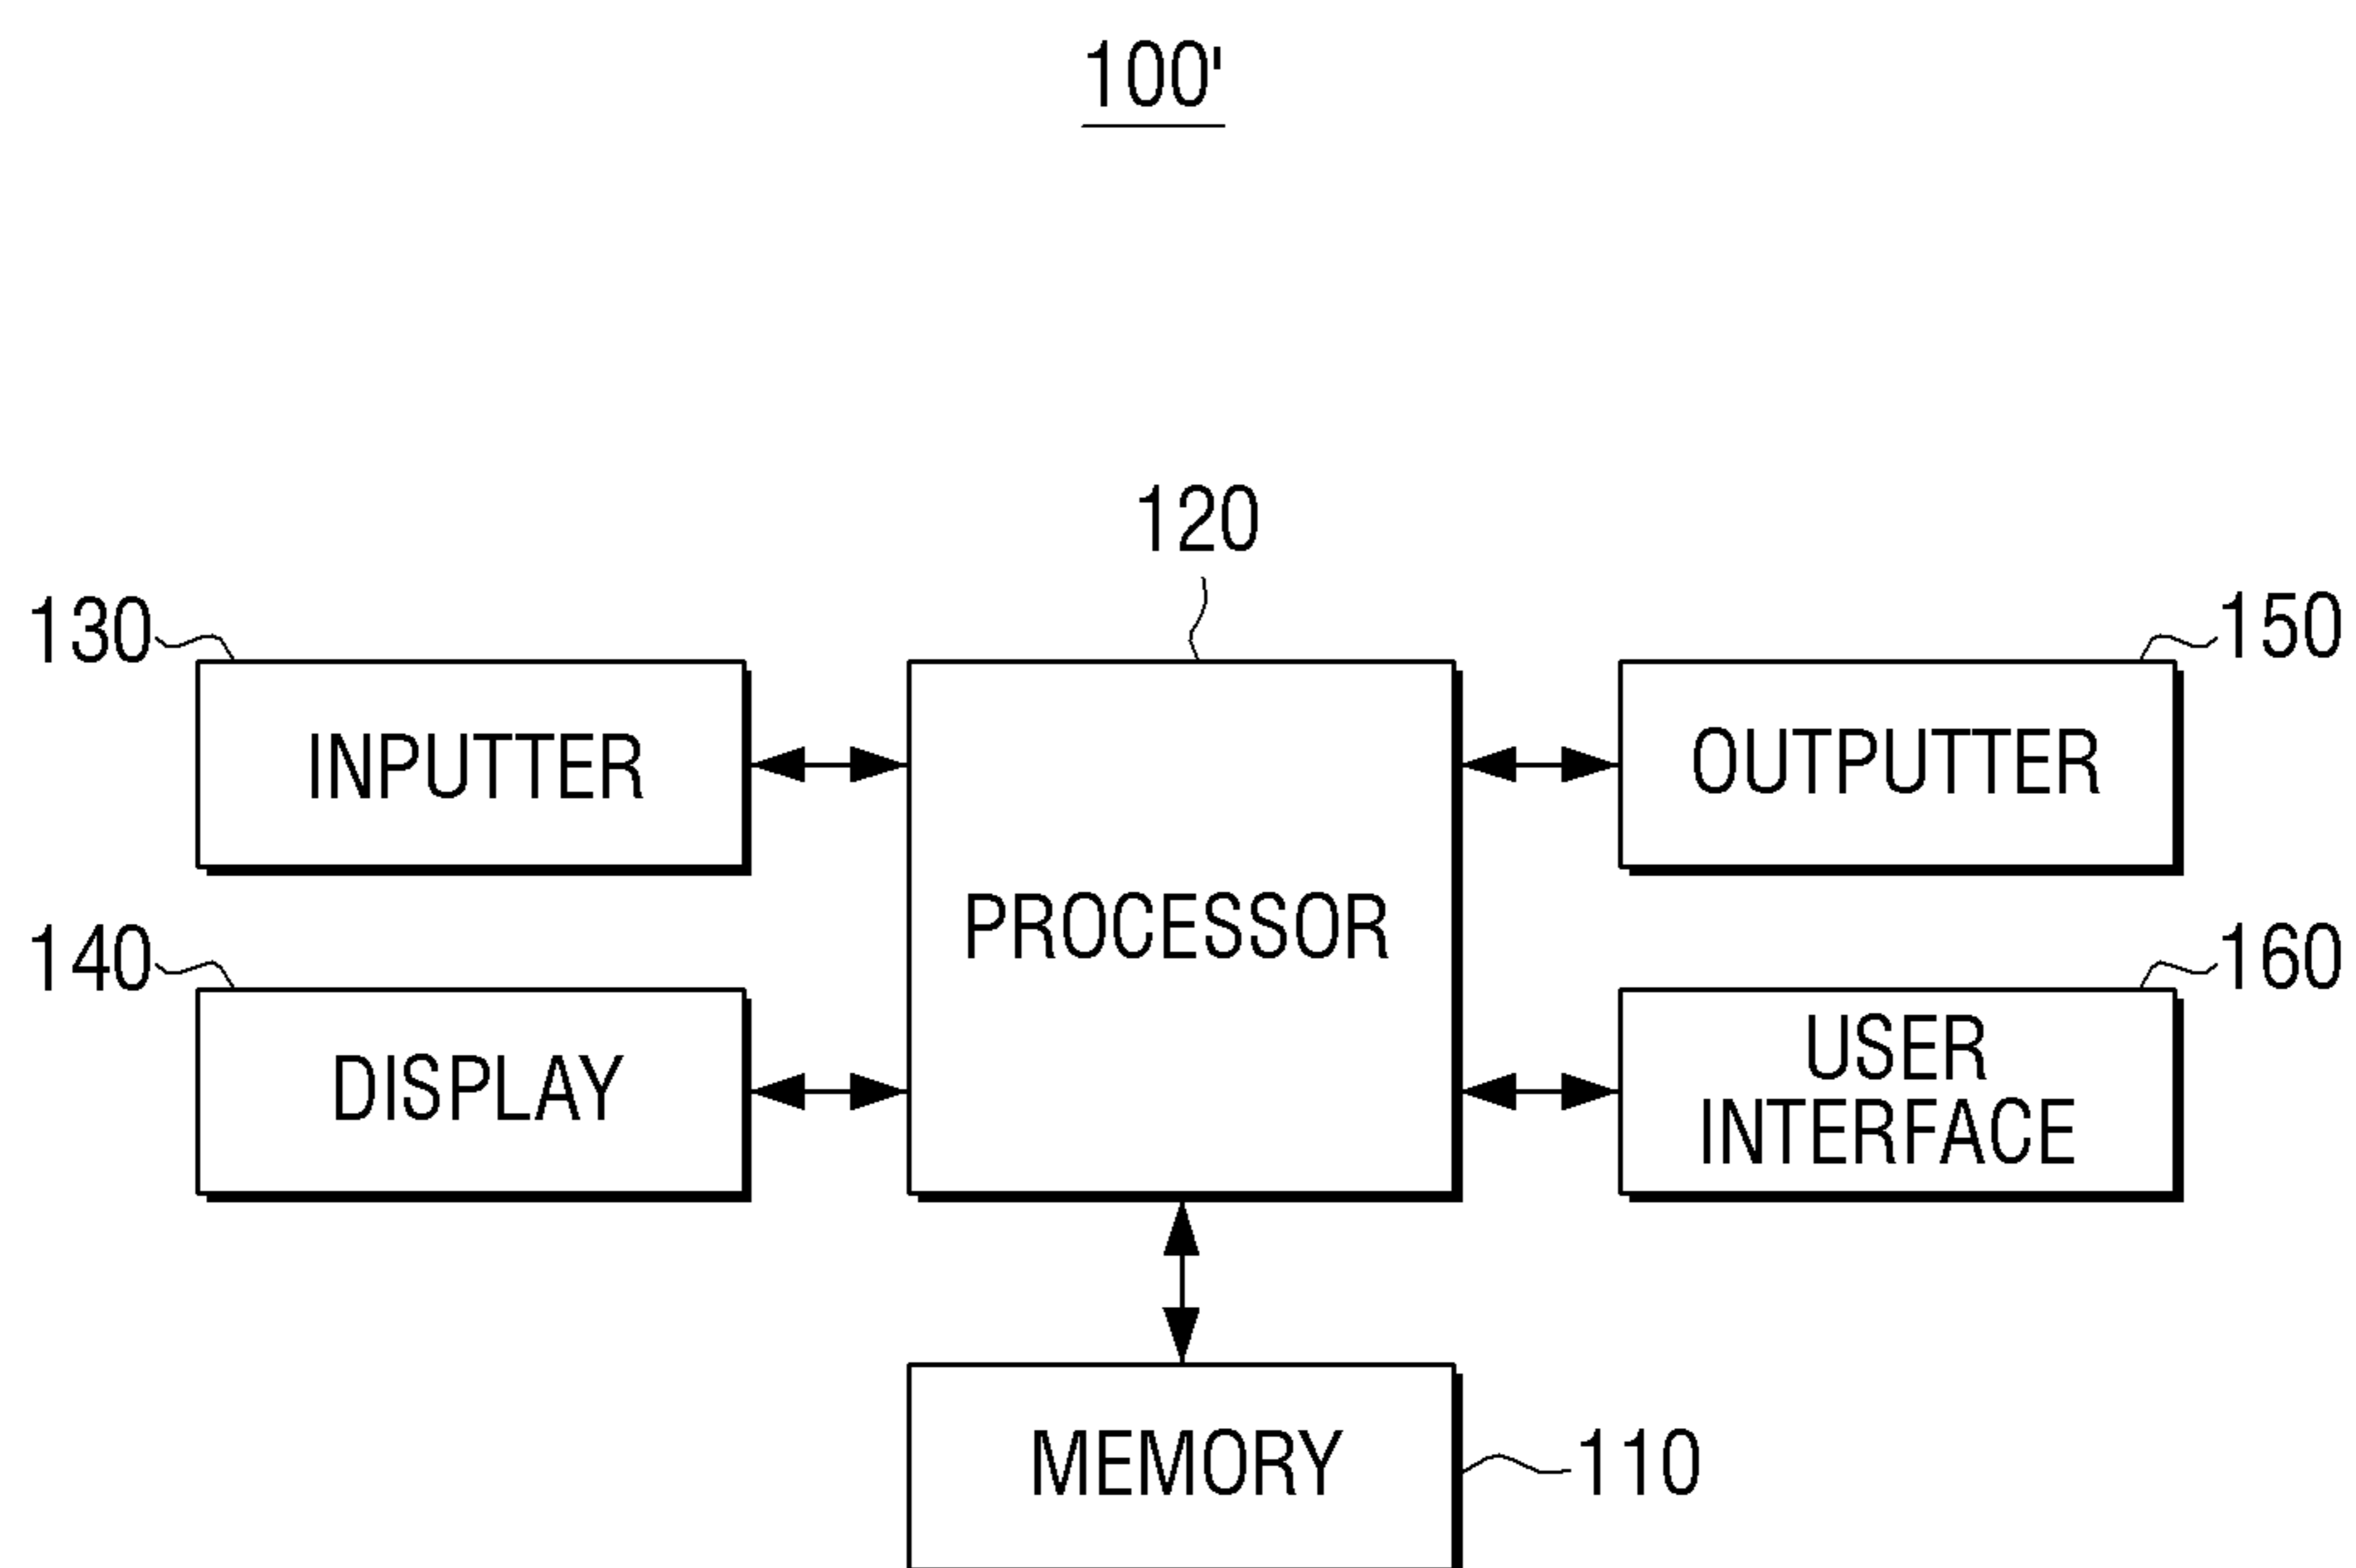 100'
120
130
150
INPUTTER
OUTPUTTER
PROCESSOR
140
160
DISPLAY
USER
INTERFACE
MEMORY
110